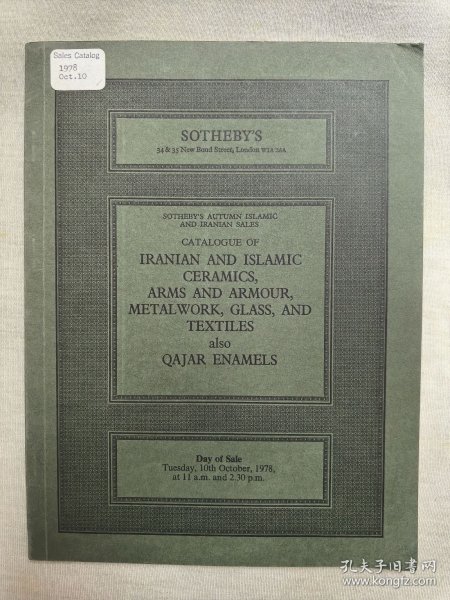 Sales Catalog
1978
Oct.10
SOTHEBY'S
34 & 35 New Bond Street, London W1A 2AA
SOTHEBY'S AUTUMN ISLAMIC
AND IRANIAN SALES
CATALOGUE OF
IRANIAN AND ISLAMIC
CERAMICS,
ARMS AND ARMOUR,
METALWORK, GLASS, AND
TEXTILES
also
QAJAR ENAMELS
Day of Sale
Tuesday, 10th October, 1978,
at 11 a.m. and 2.30 p.m.
孔夫子旧书网
www.kongfz.com